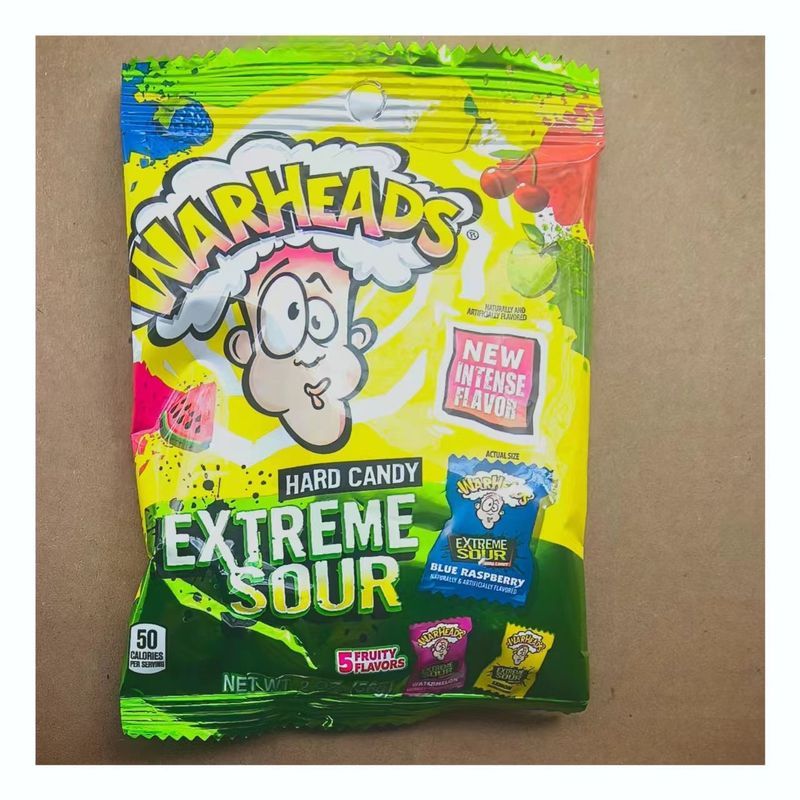 WARHEADS
®
NATURALLY AND
ARTIFICIALLY FLAVORED
NEW
INTENSE
FLAVOR
HARD CANDY
EXTREME
SOUR
ACTUAL SIZE
WARHEADS
EXTREME
SOUR
HARD CANDY
BLUE RASPBERRY
NATURALLY & ARTIFICIALLY FLAVORED
50
CALORIES
PER SERVING
5 FRUITY
FLAVORS
WARHEADS
EXTREME
SOUR
WATERMELON
WARHEADS
EXTREME
SOUR
NET WT